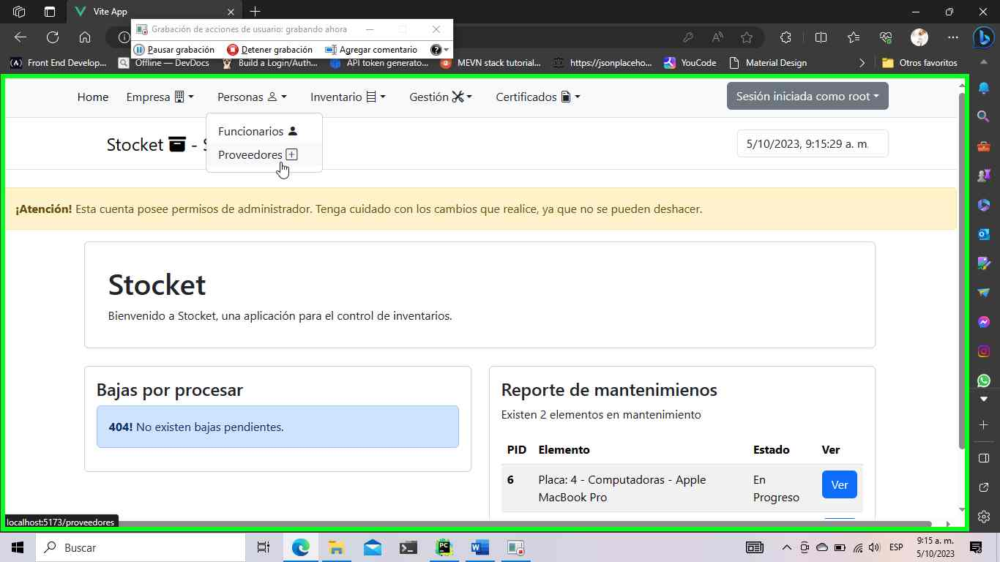 Vite App
Grabación de acciones de usuario: grabando ahora
Pausar grabación Detener grabación Agregar comentario
Front End Develop... Offline — DevDocs Build a Login/Auth... API token generato... MEVN stack tutorial... https://jsonplaceho... YouCode Material Design Otros favoritos
Home Empresa Personas Inventario Gestión Certificados Sesión iniciada como root
Funcionarios
Proveedores
Stocket - S
5/10/2023, 9:15:29 a. m.
¡Atención! Esta cuenta posee permisos de administrador. Tenga cuidado con los cambios que realice, ya que no se pueden deshacer.
Stocket
Bienvenido a Stocket, una aplicación para el control de inventarios.
Bajas por procesar
404! No existen bajas pendientes.
Reporte de mantenimienos
Existen 2 elementos en mantenimiento
PID Elemento Estado Ver
6 Placa: 4 - Computadoras - Apple MacBook Pro En Progreso Ver
localhost:5173/proveedores
Buscar
ESP
9:15 a. m.
5/10/2023